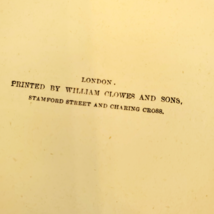 LONDON.
PRINTED BY WILLIAM CLOWES AND SONS,
STAMFORD STREET AND CHARING CROSS.